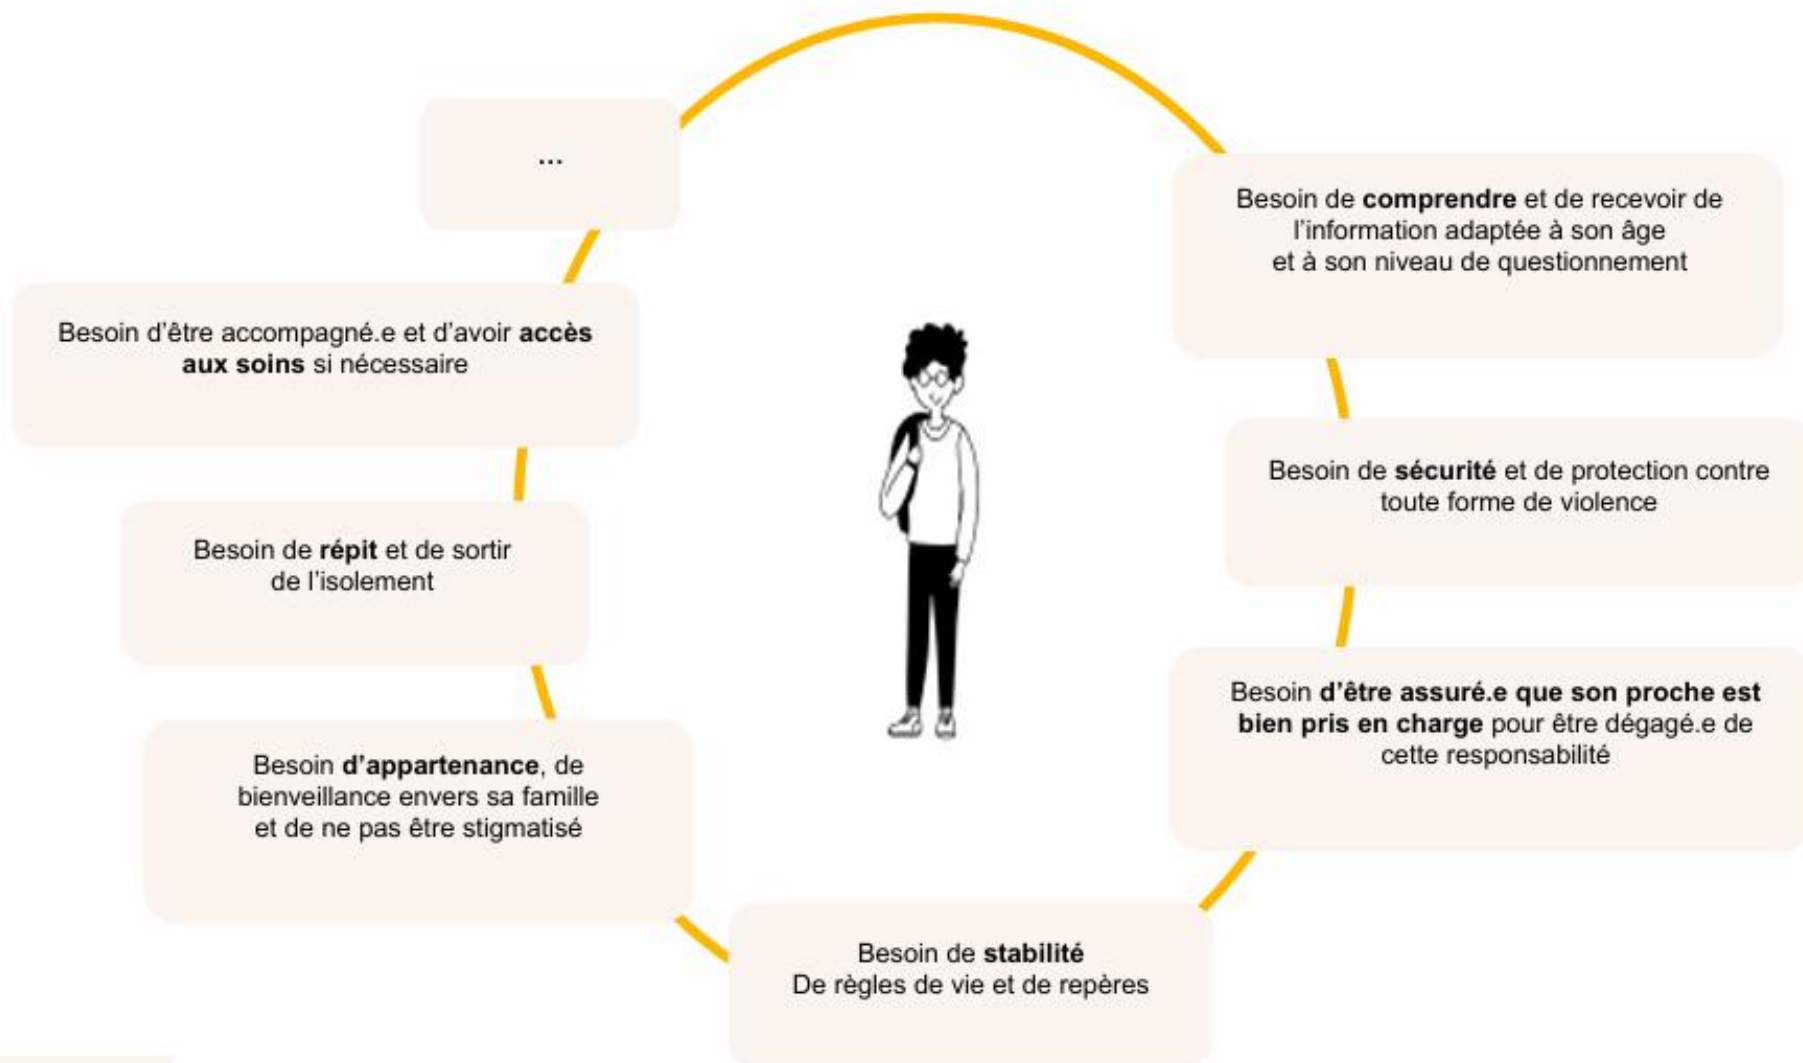 ...
Besoin de comprendre et de recevoir de
l'information adaptée à son âge
et à son niveau de questionnement
Besoin d'être accompagné.e et d'avoir accès
aux soins si nécessaire
Besoin de sécurité et de protection contre
toute forme de violence
Besoin de répit et de sortir
de l'isolement
Besoin d'être assuré.e que son proche est
bien pris en charge pour être dégagé.e de
cette responsabilité
Besoin d'appartenance, de
bienveillance envers sa famille
et de ne pas être stigmatisé
Besoin de stabilité
De règles de vie et de repères